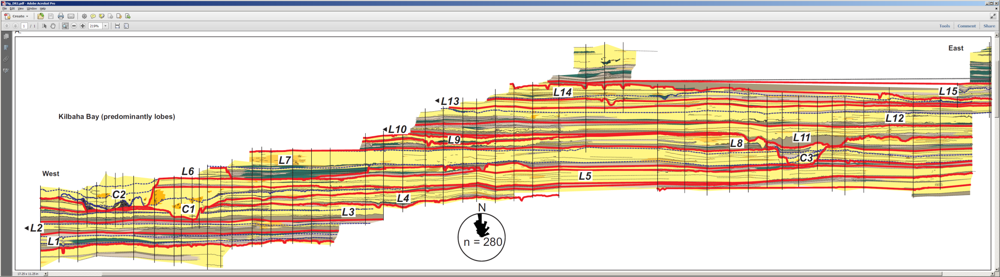 Fig_DR1.pdf - Adobe Acrobat Pro
File Edit View Window Help
Create
1 / 1 219% Tools Comment Share
A.
East
L14
L15
L13
Kilbaha Bay (predominantly lobes)
L12
L10
L9
L11
L8
C3
L7
West
L6
L5
C2
L4
C1
L3
N
L2
L1
n = 280
17.25 x 11.25 in